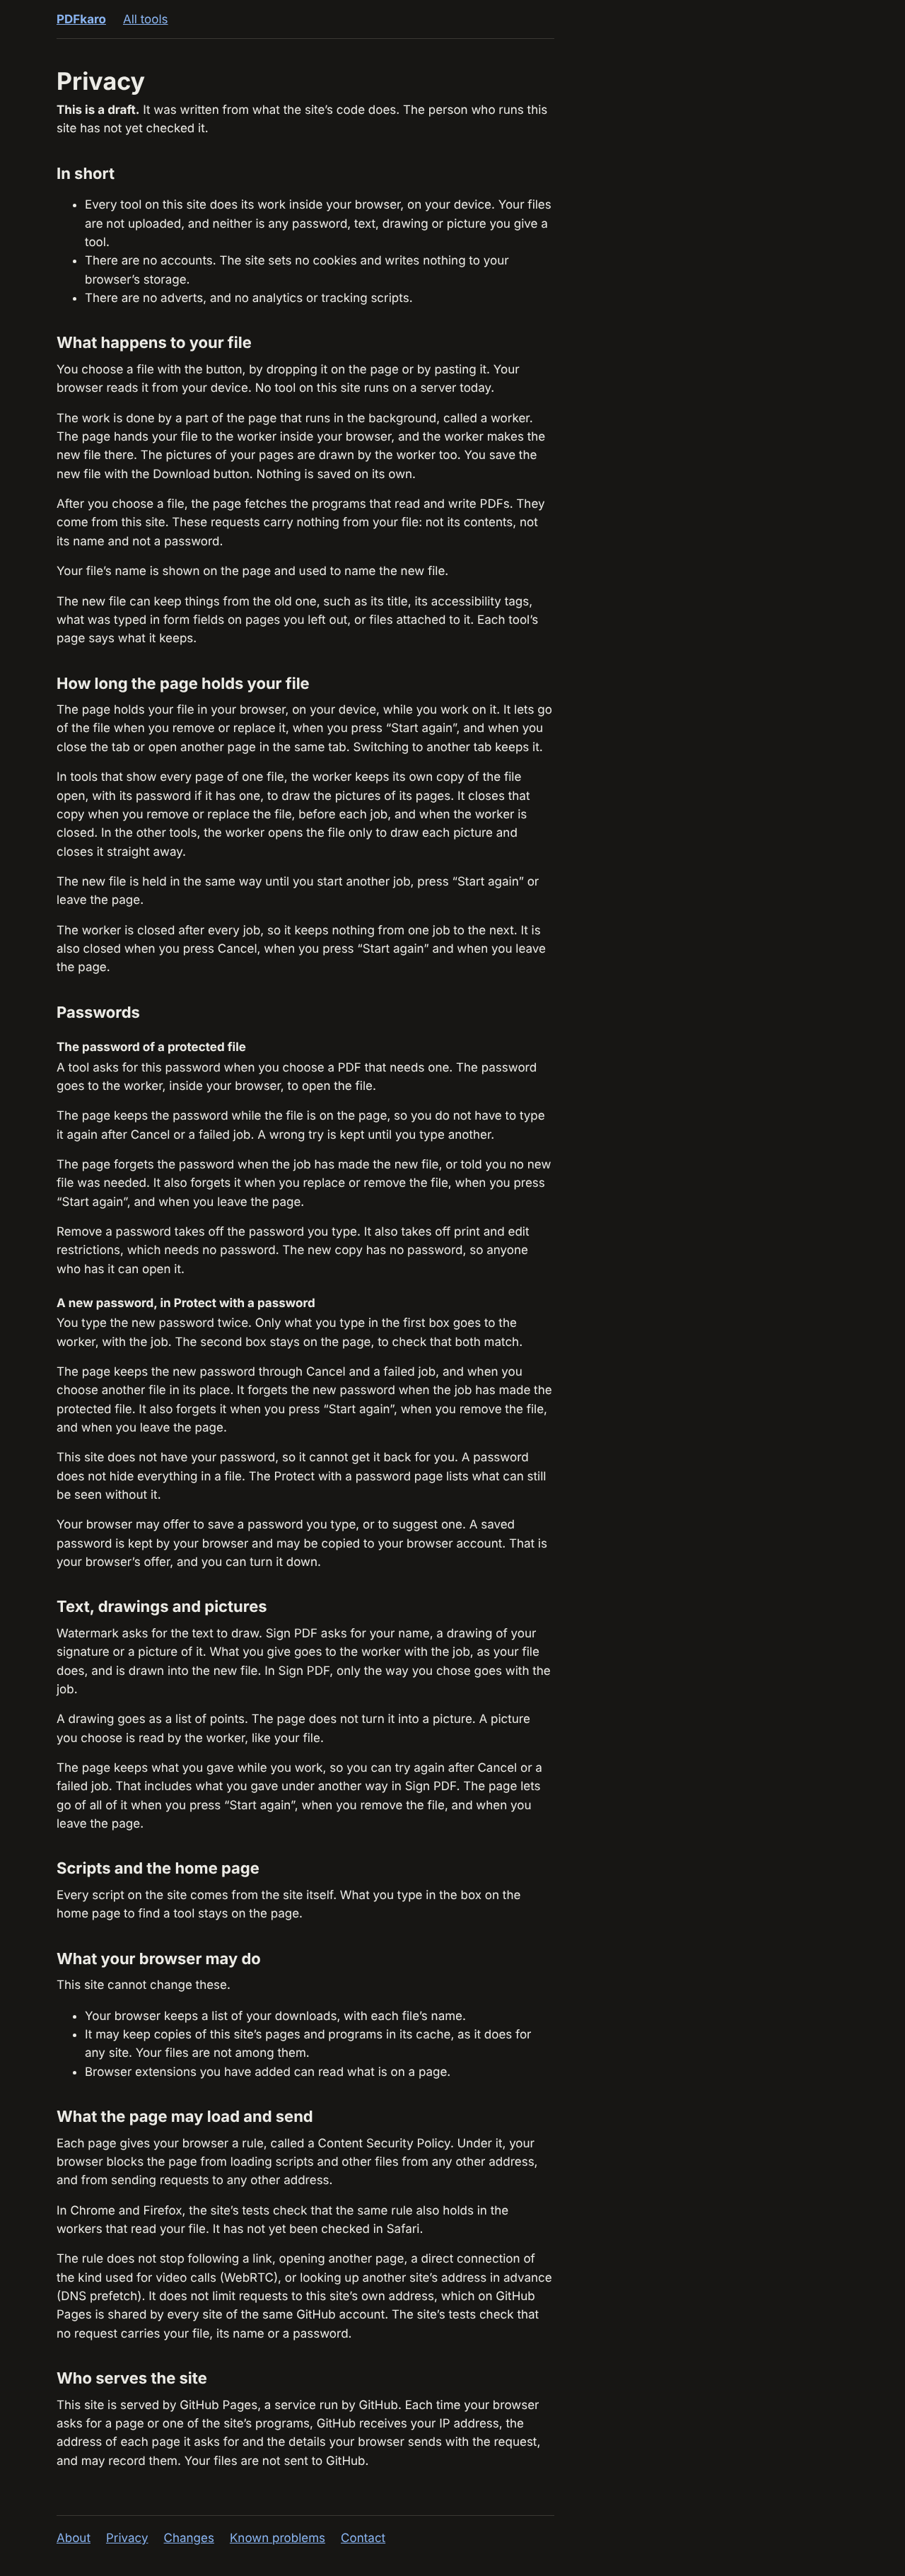 PDFkaro All tools
Privacy
This is a draft. It was written from what the site’s code does. The person who runs this
site has not yet checked it.
In short
• Every tool on this site does its work inside your browser, on your device. Your files
are not uploaded, and neither is any password, text, drawing or picture you give a
tool.
• There are no accounts. The site sets no cookies and writes nothing to your
browser’s storage.
• There are no adverts, and no analytics or tracking scripts.
What happens to your file
You choose a file with the button, by dropping it on the page or by pasting it. Your
browser reads it from your device. No tool on this site runs on a server today.
The work is done by a part of the page that runs in the background, called a worker.
The page hands your file to the worker inside your browser, and the worker makes the
new file there. The pictures of your pages are drawn by the worker too. You save the
new file with the Download button. Nothing is saved on its own.
After you choose a file, the page fetches the programs that read and write PDFs. They
come from this site. These requests carry nothing from your file: not its contents, not
its name and not a password.
Your file’s name is shown on the page and used to name the new file.
The new file can keep things from the old one, such as its title, its accessibility tags,
what was typed in form fields on pages you left out, or files attached to it. Each tool’s
page says what it keeps.
How long the page holds your file
The page holds your file in your browser, on your device, while you work on it. It lets go
of the file when you remove or replace it, when you press “Start again”, and when you
close the tab or open another page in the same tab. Switching to another tab keeps it.
In tools that show every page of one file, the worker keeps its own copy of the file
open, with its password if it has one, to draw the pictures of its pages. It closes that
copy when you remove or replace the file, before each job, and when the worker is
closed. In the other tools, the worker opens the file only to draw each picture and
closes it straight away.
The new file is held in the same way until you start another job, press “Start again” or
leave the page.
The worker is closed after every job, so it keeps nothing from one job to the next. It is
also closed when you press Cancel, when you press “Start again” and when you leave
the page.
Passwords
The password of a protected file
A tool asks for this password when you choose a PDF that needs one. The password
goes to the worker, inside your browser, to open the file.
The page keeps the password while the file is on the page, so you do not have to type
it again after Cancel or a failed job. A wrong try is kept until you type another.
The page forgets the password when the job has made the new file, or told you no new
file was needed. It also forgets it when you replace or remove the file, when you press
“Start again”, and when you leave the page.
Remove a password takes off the password you type. It also takes off print and edit
restrictions, which needs no password. The new copy has no password, so anyone
who has it can open it.
A new password, in Protect with a password
You type the new password twice. Only what you type in the first box goes to the
worker, with the job. The second box stays on the page, to check that both match.
The page keeps the new password through Cancel and a failed job, and when you
choose another file in its place. It forgets the new password when the job has made the
protected file. It also forgets it when you press “Start again”, when you remove the file,
and when you leave the page.
This site does not have your password, so it cannot get it back for you. A password
does not hide everything in a file. The Protect with a password page lists what can still
be seen without it.
Your browser may offer to save a password you type, or to suggest one. A saved
password is kept by your browser and may be copied to your browser account. That is
your browser’s offer, and you can turn it down.
Text, drawings and pictures
Watermark asks for the text to draw. Sign PDF asks for your name, a drawing of your
signature or a picture of it. What you give goes to the worker with the job, as your file
does, and is drawn into the new file. In Sign PDF, only the way you chose goes with the
job.
A drawing goes as a list of points. The page does not turn it into a picture. A picture
you choose is read by the worker, like your file.
The page keeps what you gave while you work, so you can try again after Cancel or a
failed job. That includes what you gave under another way in Sign PDF. The page lets
go of all of it when you press “Start again”, when you remove the file, and when you
leave the page.
Scripts and the home page
Every script on the site comes from the site itself. What you type in the box on the
home page to find a tool stays on the page.
What your browser may do
This site cannot change these.
• Your browser keeps a list of your downloads, with each file’s name.
• It may keep copies of this site’s pages and programs in its cache, as it does for
any site. Your files are not among them.
• Browser extensions you have added can read what is on a page.
What the page may load and send
Each page gives your browser a rule, called a Content Security Policy. Under it, your
browser blocks the page from loading scripts and other files from any other address,
and from sending requests to any other address.
In Chrome and Firefox, the site’s tests check that the same rule also holds in the
workers that read your file. It has not yet been checked in Safari.
The rule does not stop following a link, opening another page, a direct connection of
the kind used for video calls (WebRTC), or looking up another site’s address in advance
(DNS prefetch). It does not limit requests to this site’s own address, which on GitHub
Pages is shared by every site of the same GitHub account. The site’s tests check that
no request carries your file, its name or a password.
Who serves the site
This site is served by GitHub Pages, a service run by GitHub. Each time your browser
asks for a page or one of the site’s programs, GitHub receives your IP address, the
address of each page it asks for and the details your browser sends with the request,
and may record them. Your files are not sent to GitHub.
About Privacy Changes Known problems Contact